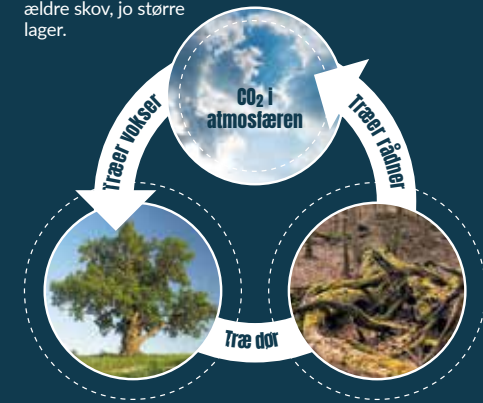 ældre skov, jo større
lager.
CO₂ i
atmosfæren
Træer vokser
Træer rådner
Træ dør